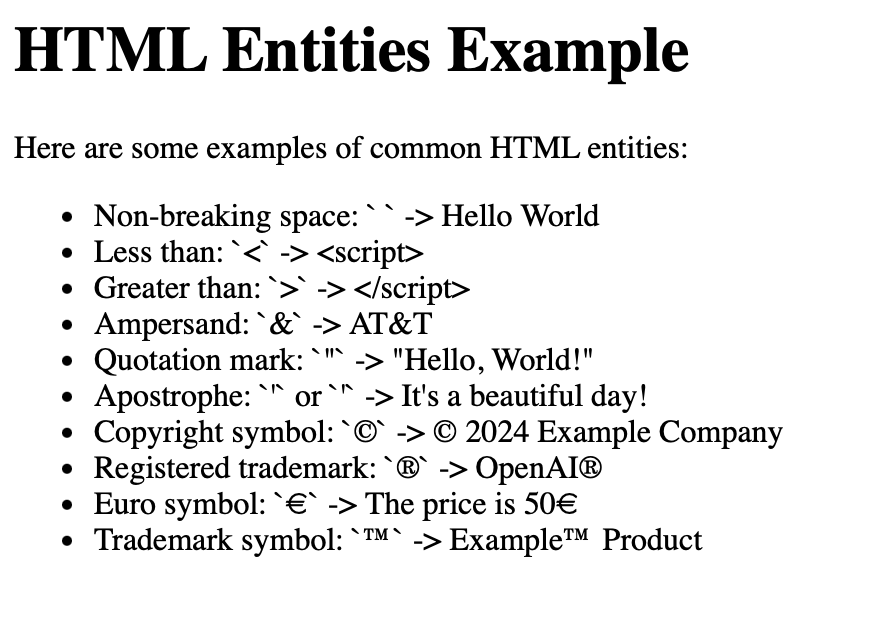 HTML Entities Example
Here are some examples of common HTML entities:
• Non-breaking space: ` ` -> Hello World
• Less than: `<` -> <script>
• Greater than: `>` -> </script>
• Ampersand: `&` -> AT&T
• Quotation mark: `"` -> "Hello, World!"
• Apostrophe: `'` or `'` -> It's a beautiful day!
• Copyright symbol: `©` -> © 2024 Example Company
• Registered trademark: `®` -> OpenAI®
• Euro symbol: `€` -> The price is 50€
• Trademark symbol: `™` -> Example™ Product